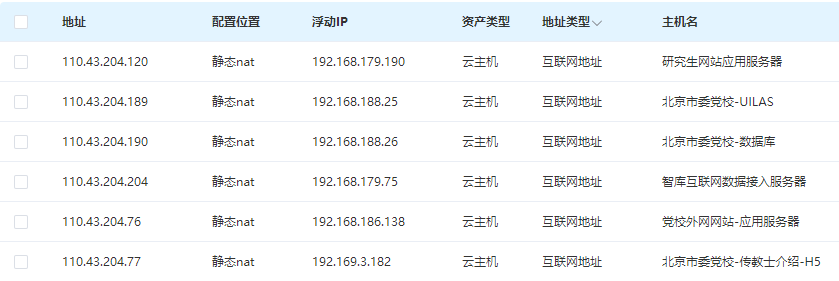 地址 配置位置 浮动IP 资产类型 地址类型 主机名
110.43.204.120 静态nat 192.168.179.190 云主机 互联网地址 研究生网站应用服务器
110.43.204.189 静态nat 192.168.188.25 云主机 互联网地址 北京市委党校-UILAS
110.43.204.190 静态nat 192.168.188.26 云主机 互联网地址 北京市委党校-数据库
110.43.204.204 静态nat 192.168.179.75 云主机 互联网地址 智库互联网数据接入服务器
110.43.204.76 静态nat 192.168.186.138 云主机 互联网地址 党校外网网站-应用服务器
110.43.204.77 静态nat 192.169.3.182 云主机 互联网地址 北京市委党校-传教士介绍-H5